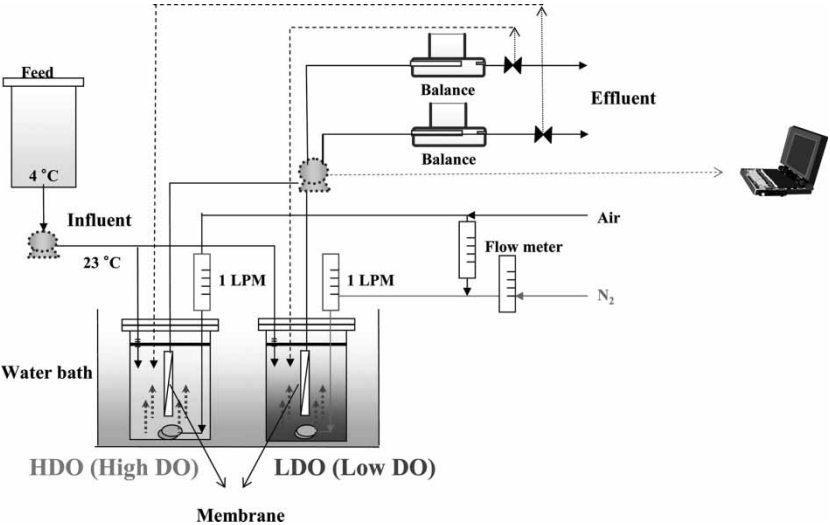 Feed
4 °C
Influent
23 °C
Balance
Balance
Effluent
Air
Flow meter
1 LPM
1 LPM
N₂
Water bath
HDO (High DO)
LDO (Low DO)
Membrane